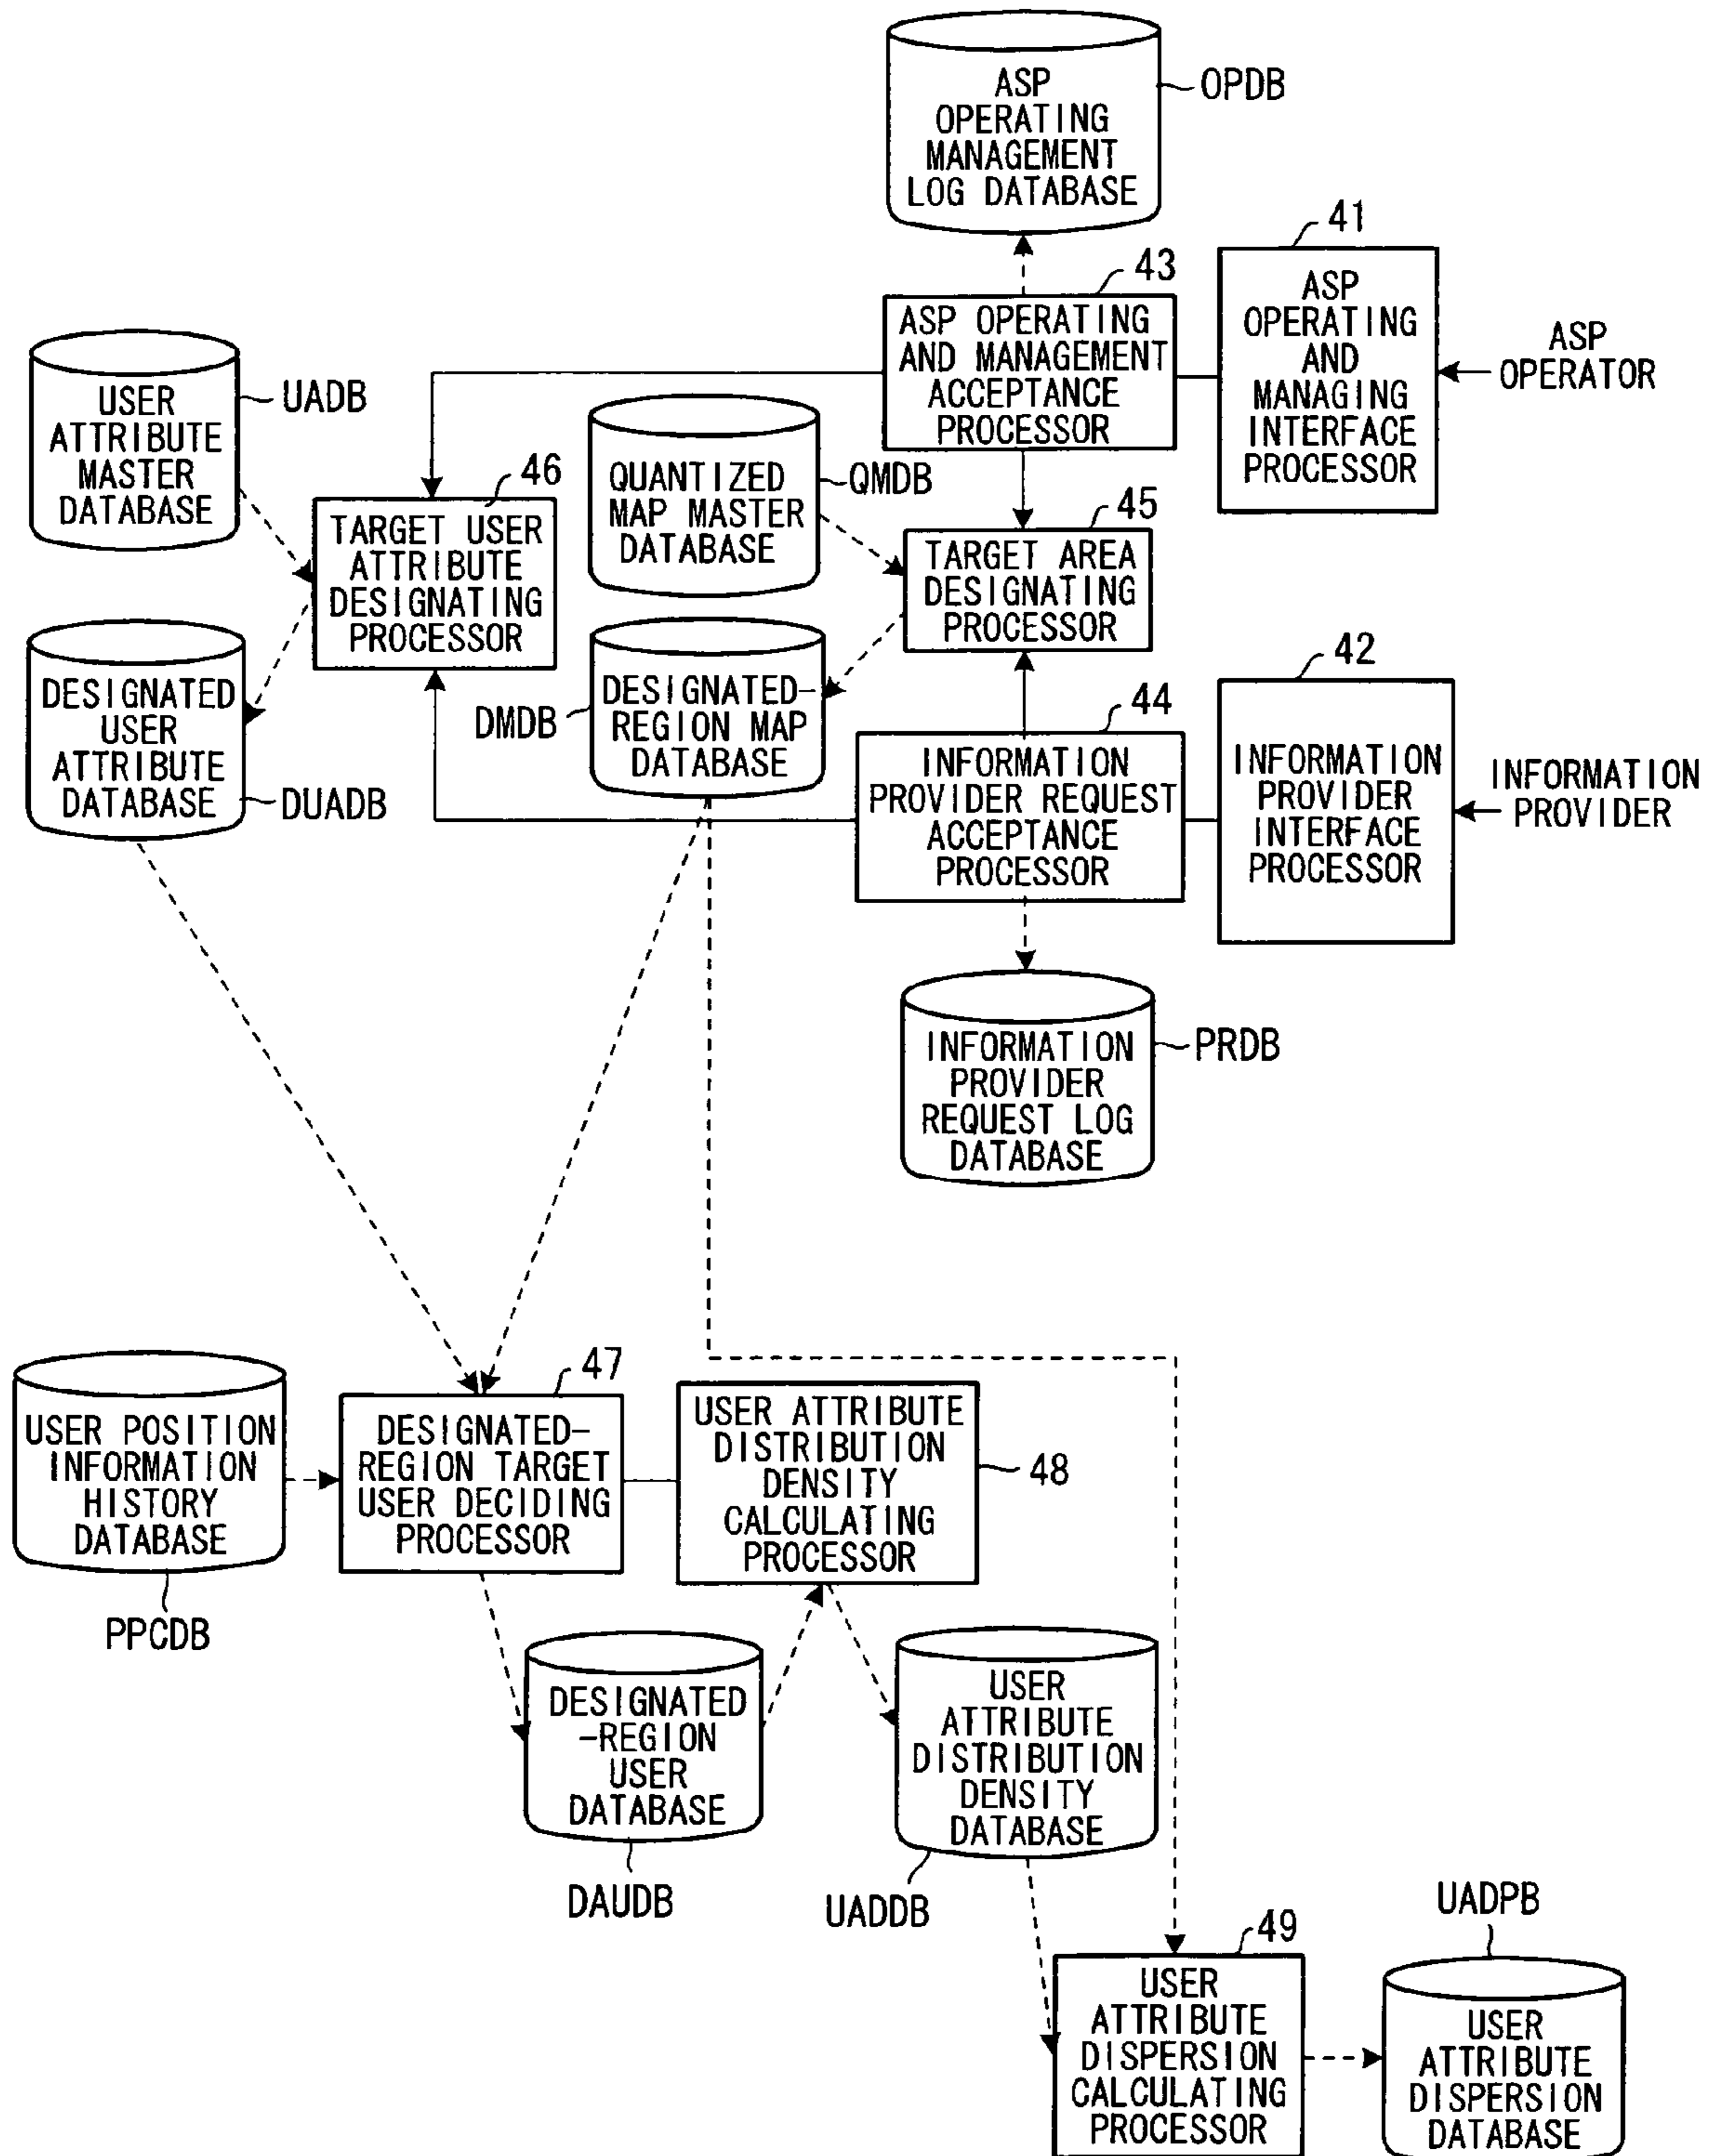 ASP
OPERATING
MANAGEMENT
LOG DATABASE
OPDB
41
ASP
OPERATING
AND
MANAGING
INTERFACE
PROCESSOR
ASP
OPERATOR
43
ASP OPERATING
AND MANAGEMENT
ACCEPTANCE
PROCESSOR
USER
ATTRIBUTE
MASTER
DATABASE
UADB
46
TARGET USER
ATTRIBUTE
DESIGNATING
PROCESSOR
QUANTIZED
MAP MASTER
DATABASE
QMDB
45
TARGET AREA
DESIGNATING
PROCESSOR
DESIGNATED
USER
ATTRIBUTE
DATABASE
DUADB
DMDB
DESIGNATED-
REGION MAP
DATABASE
44
INFORMATION
PROVIDER REQUEST
ACCEPTANCE
PROCESSOR
42
INFORMATION
PROVIDER
INTERFACE
PROCESSOR
INFORMATION
PROVIDER
INFORMATION
PROVIDER
REQUEST LOG
DATABASE
PRDB
USER POSITION
INFORMATION
HISTORY
DATABASE
PPCDB
47
DESIGNATED-
REGION TARGET
USER DECIDING
PROCESSOR
USER ATTRIBUTE
DISTRIBUTION
DENSITY
CALCULATING
PROCESSOR
48
DESIGNATED
-REGION
USER
DATABASE
DAUDB
USER
ATTRIBUTE
DISTRIBUTION
DENSITY
DATABASE
UADDB
49
USER
ATTRIBUTE
DISPERSION
CALCULATING
PROCESSOR
UADPB
USER
ATTRIBUTE
DISPERSION
DATABASE